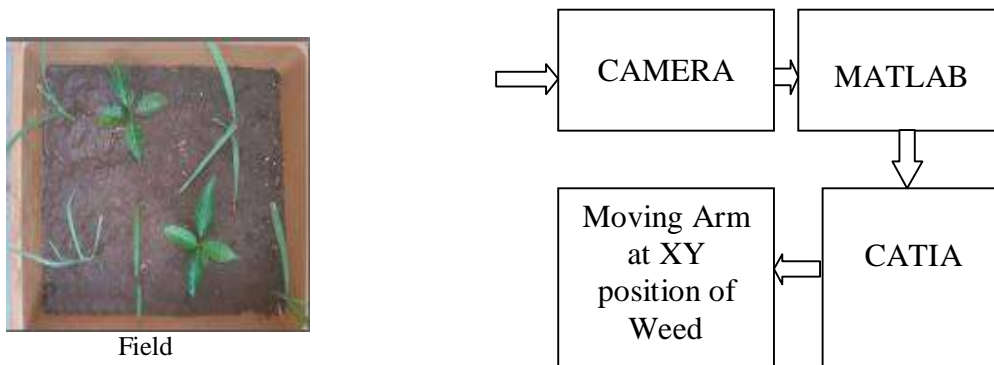 CAMERA
MATLAB
Moving Arm
at XY
position of
Weed
CATIA
Field